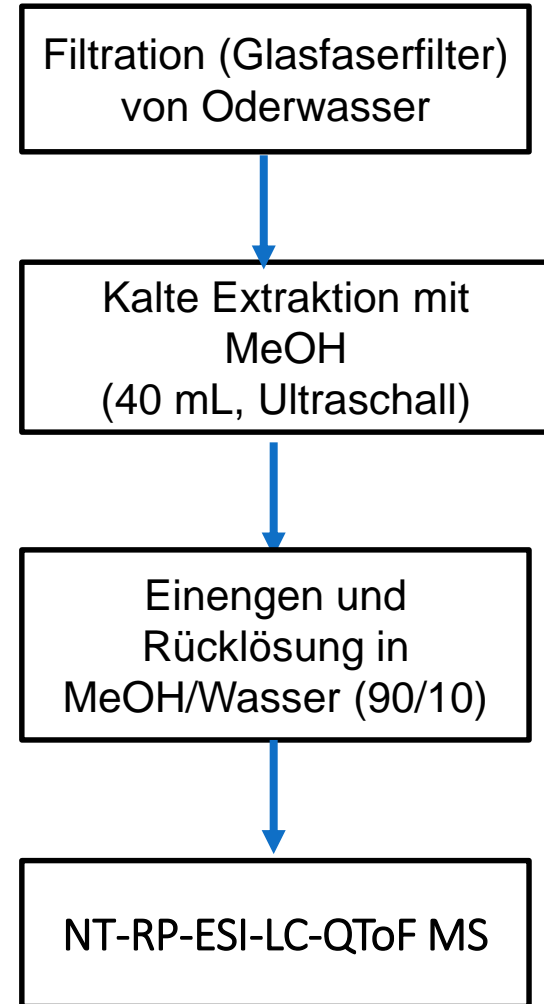 Filtration (Glasfaserfilter)
von Oderwasser
Kalte Extraktion mit
MeOH
(40 mL, Ultraschall)
Einengen und
Rücklösung in
MeOH/Wasser (90/10)
NT-RP-ESI-LC-QToF MS